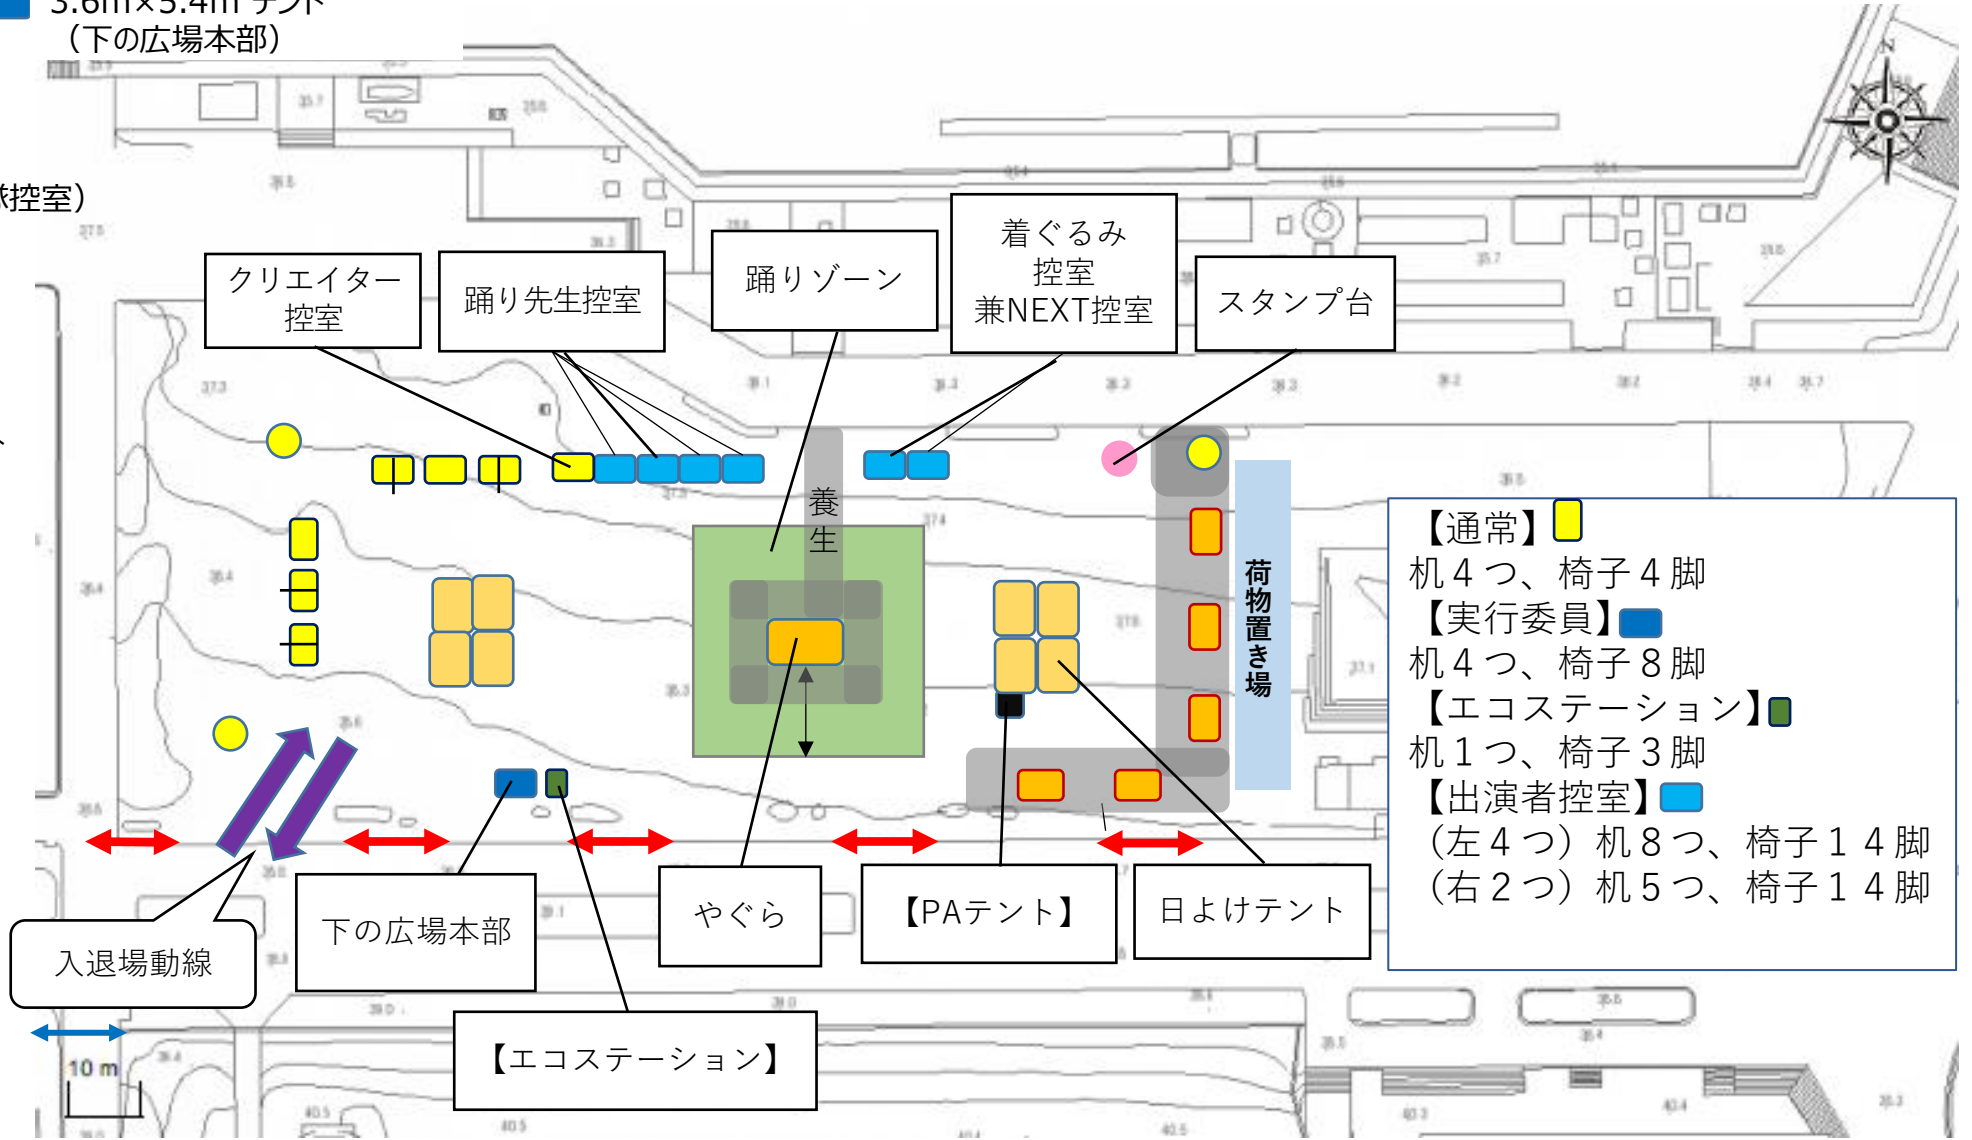 3.6m×5.4m テント
（下の広場本部）
控室）
クリエイター
控室
踊り先生控室
踊りゾーン
着ぐるみ
控室
兼NEXT控室
スタンプ台
養
生
荷物置き場
【通常】
机４つ、椅子４脚
【実行委員】
机４つ、椅子８脚
【エコステーション】
机１つ、椅子３脚
【出演者控室】
（左４つ）机８つ、椅子１４脚
（右２つ）机５つ、椅子１４脚
入退場動線
下の広場本部
やぐら
【PAテント】
日よけテント
【エコステーション】
10 m
N